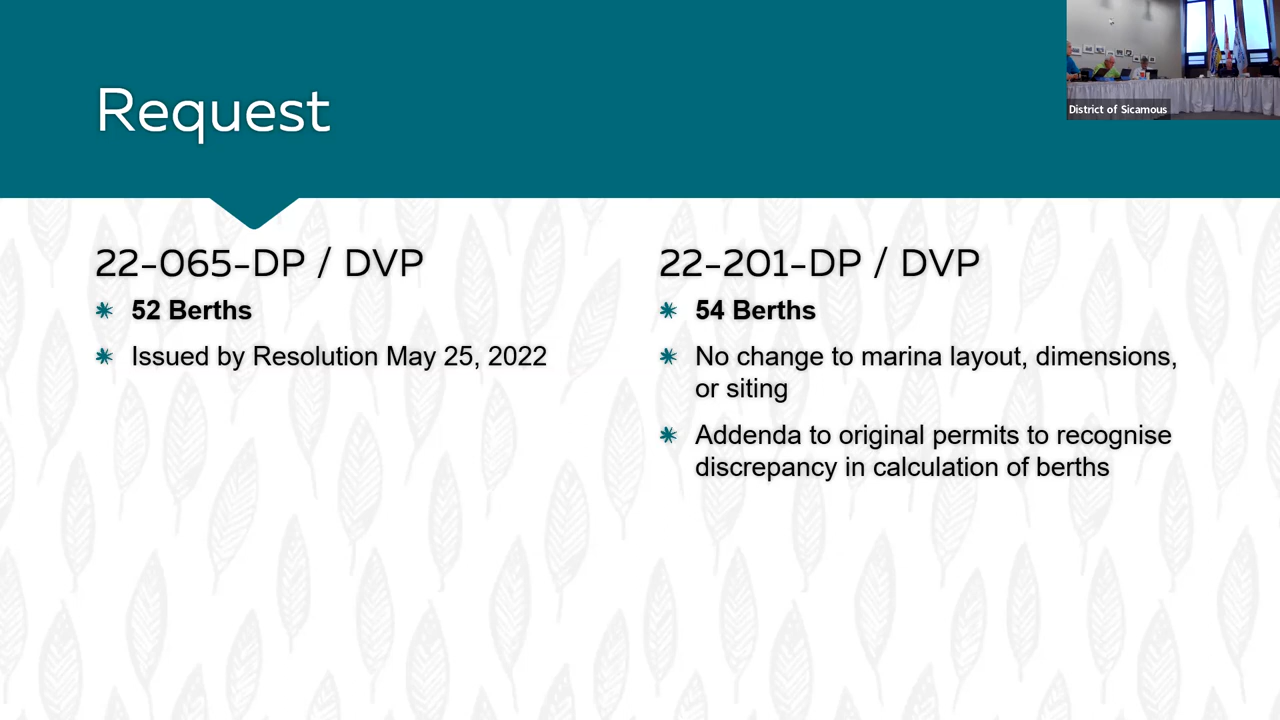 Request
District of Sicamous
22-065-DP / DVP
52 Berths
Issued by Resolution May 25, 2022
22-201-DP / DVP
54 Berths
No change to marina layout, dimensions,
or siting
Addenda to original permits to recognise
discrepancy in calculation of berths